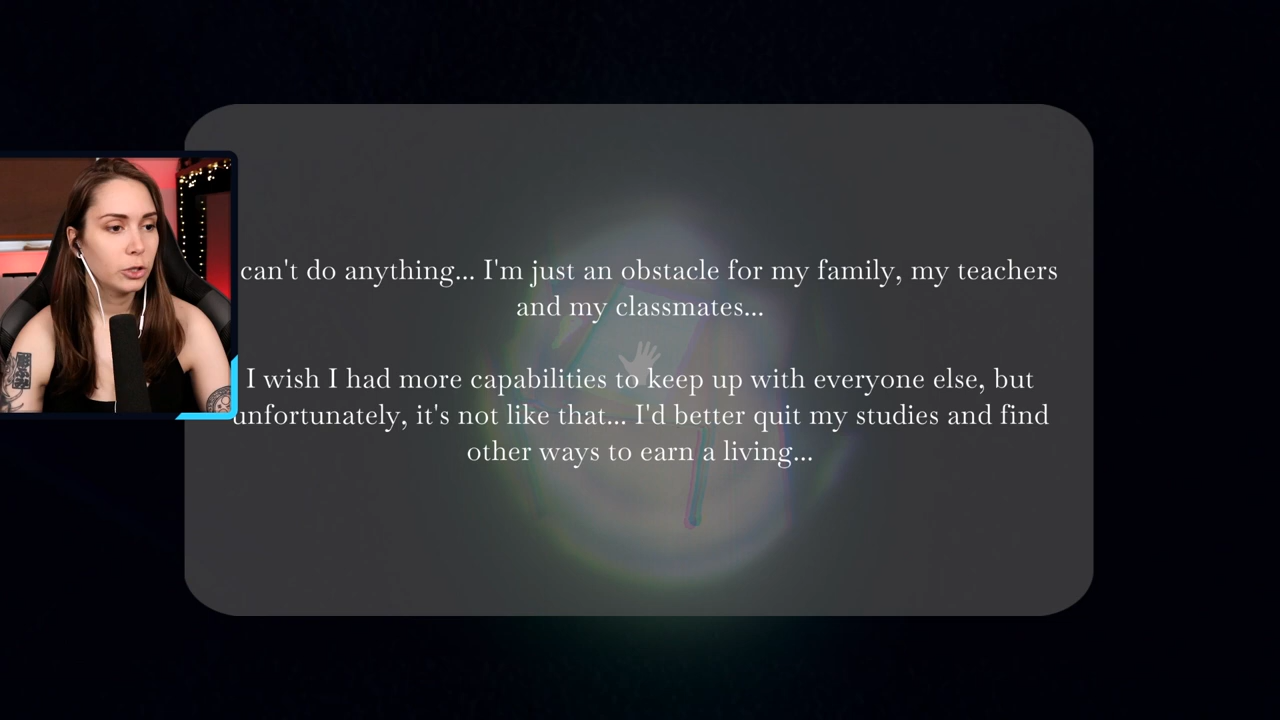 can't do anything... I'm just an obstacle for my family, my teachers
and my classmates...
I wish I had more capabilities to keep up with everyone else, but
unfortunately, it's not like that... I'd better quit my studies and find
other ways to earn a living...